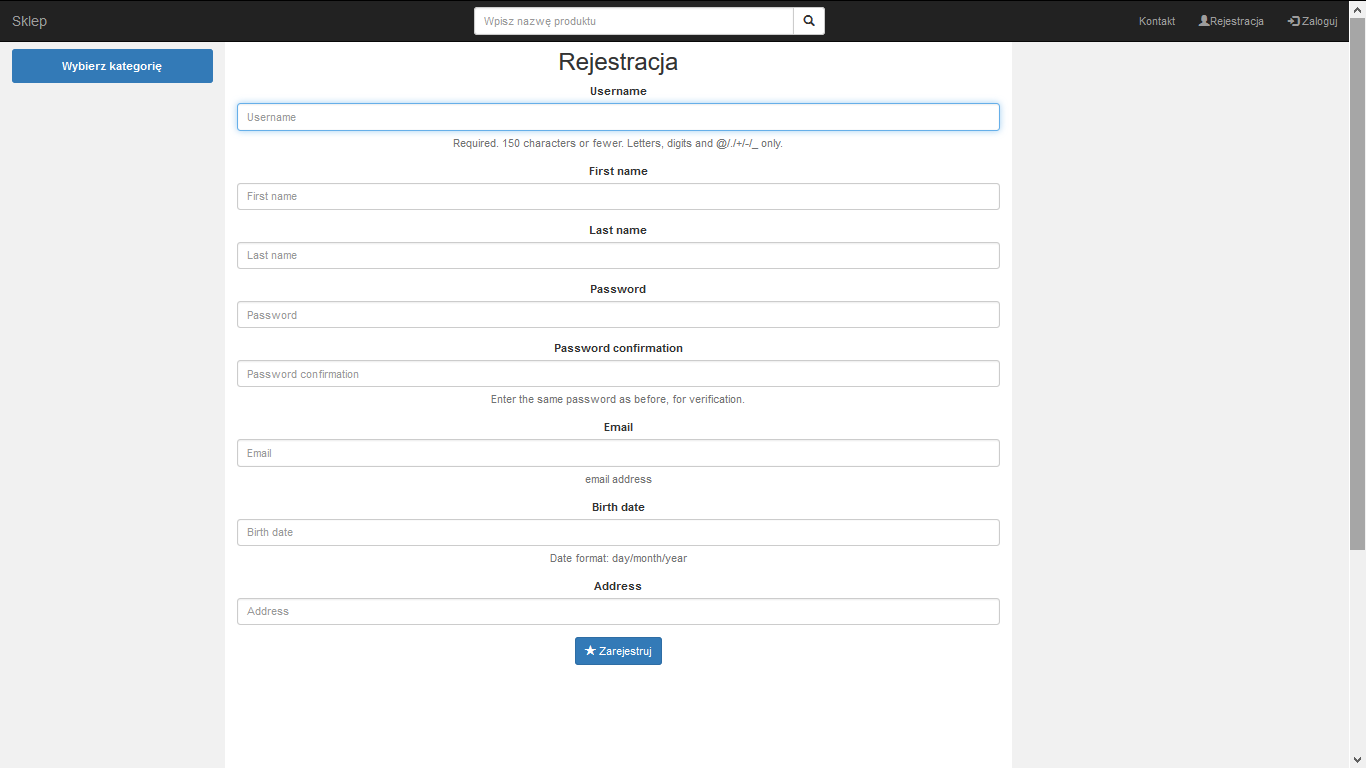 Sklep
Wpisz nazwę produktu
Kontakt
Rejestracja
Zaloguj
Wybierz kategorię
Rejestracja
Username
Username
Required. 150 characters or fewer. Letters, digits and @/./+/-/_ only.
First name
First name
Last name
Last name
Password
Password
Password confirmation
Password confirmation
Enter the same password as before, for verification.
Email
Email
email address
Birth date
Birth date
Date format: day/month/year
Address
Address
Zarejestruj